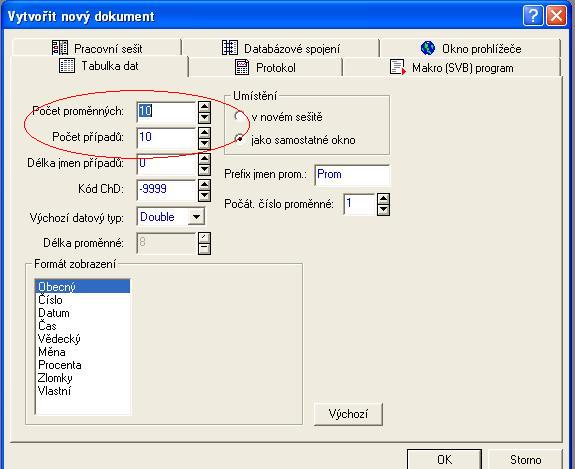 Vytvořit nový dokument
Pracovní sešit
Databázové spojení
Okno prohlížeče
Tabulka dat
Protokol
Makro (SVB) program
Počet proměnných: 10
Počet případů: 10
Délka jmen případů: 0
Kód ChD: -9999
Výchozí datový typ: Double
Délka proměnné: 8
Umístění
v novém sešitě
jako samostatné okno
Prefix jmen prom.: Prom
Počát. číslo proměnné: 1
Formát zobrazení
Obecný
Číslo
Datum
Čas
Vědecký
Měna
Procenta
Zlomky
Vlastní
Výchozí
OK
Storno